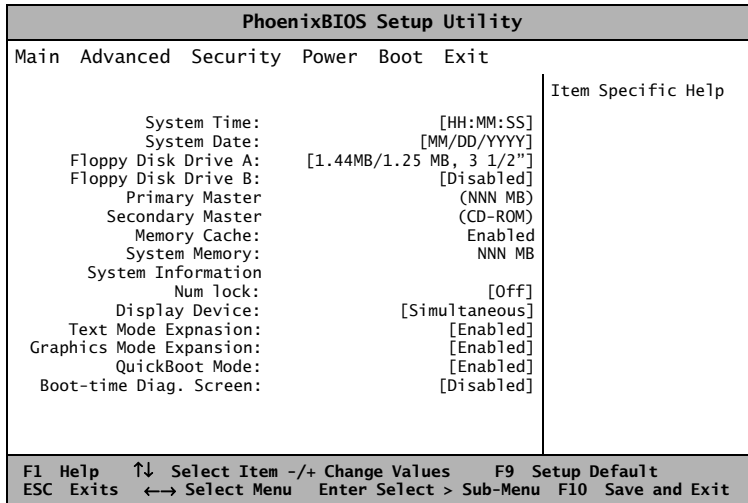 PhoenixBIOS Setup Utility
Main Advanced Security Power Boot Exit
Item Specific Help
System Time: [HH:MM:SS]
System Date: [MM/DD/YYYY]
Floppy Disk Drive A: [1.44MB/1.25 MB, 3 1/2”]
Floppy Disk Drive B: [Disabled]
Primary Master (NNN MB)
Secondary Master (CD-ROM)
Memory Cache: Enabled
System Memory: NNN MB
System Information
Num lock: [Off]
Display Device: [Simultaneous]
Text Mode Expnasion: [Enabled]
Graphics Mode Expansion: [Enabled]
QuickBoot Mode: [Enabled]
Boot-time Diag. Screen: [Disabled]
F1 Help ↑↓ Select Item -/+ Change Values F9 Setup Default
ESC Exits ←→ Select Menu Enter Select > Sub-Menu F10 Save and Exit